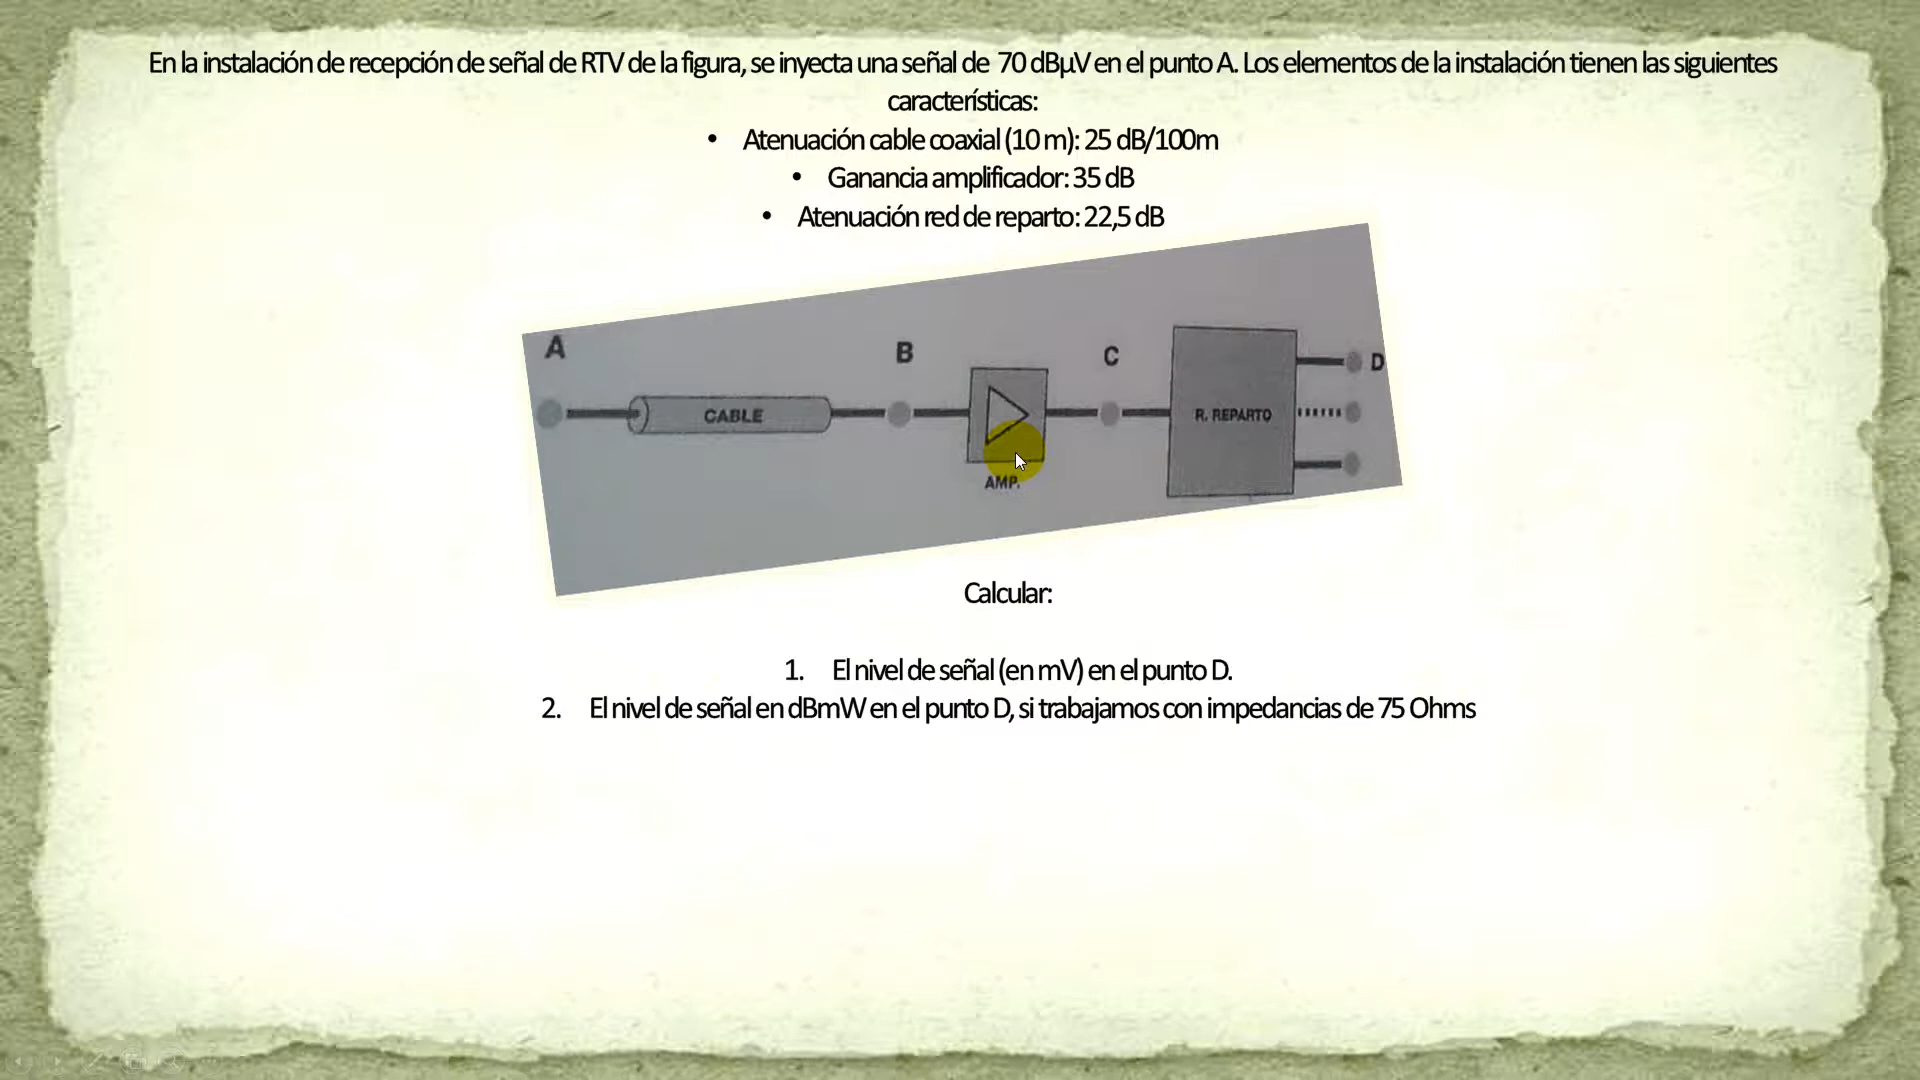 En la instalación de recepción de señal de RTV de la figura, se inyecta una señal de 70 dBµV en el punto A. Los elementos de la instalación tienen las siguientes
características:
• Atenuación cable coaxial (10 m): 25 dB/100m
• Ganancia amplificador: 35 dB
• Atenuación red de reparto: 22,5 dB
A
B
C
D
CABLE
R. REPARTO
AMP.
Calcular:
1. El nivel de señal (en mV) en el punto D.
2. El nivel de señal en dBmW en el punto D, si trabajamos con impedancias de 75 Ohms